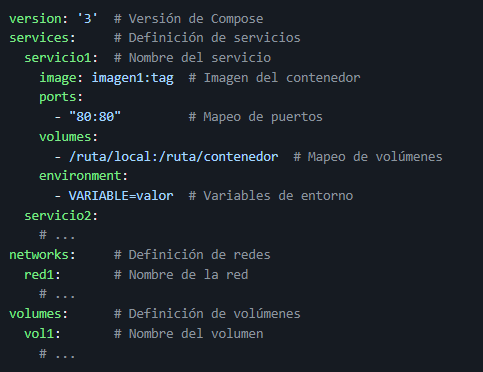 version: '3'  # Versión de Compose
services:     # Definición de servicios
  servicio1:  # Nombre del servicio
    image: imagen1:tag  # Imagen del contenedor
    ports:
      - "80:80"         # Mapeo de puertos
    volumes:
      - /ruta/local:/ruta/contenedor  # Mapeo de volúmenes
    environment:
      - VARIABLE=valor  # Variables de entorno
  servicio2:
    # ...
networks:     # Definición de redes
  red1:       # Nombre de la red
    # ...
volumes:      # Definición de volúmenes
  vol1:       # Nombre del volumen
    # ...